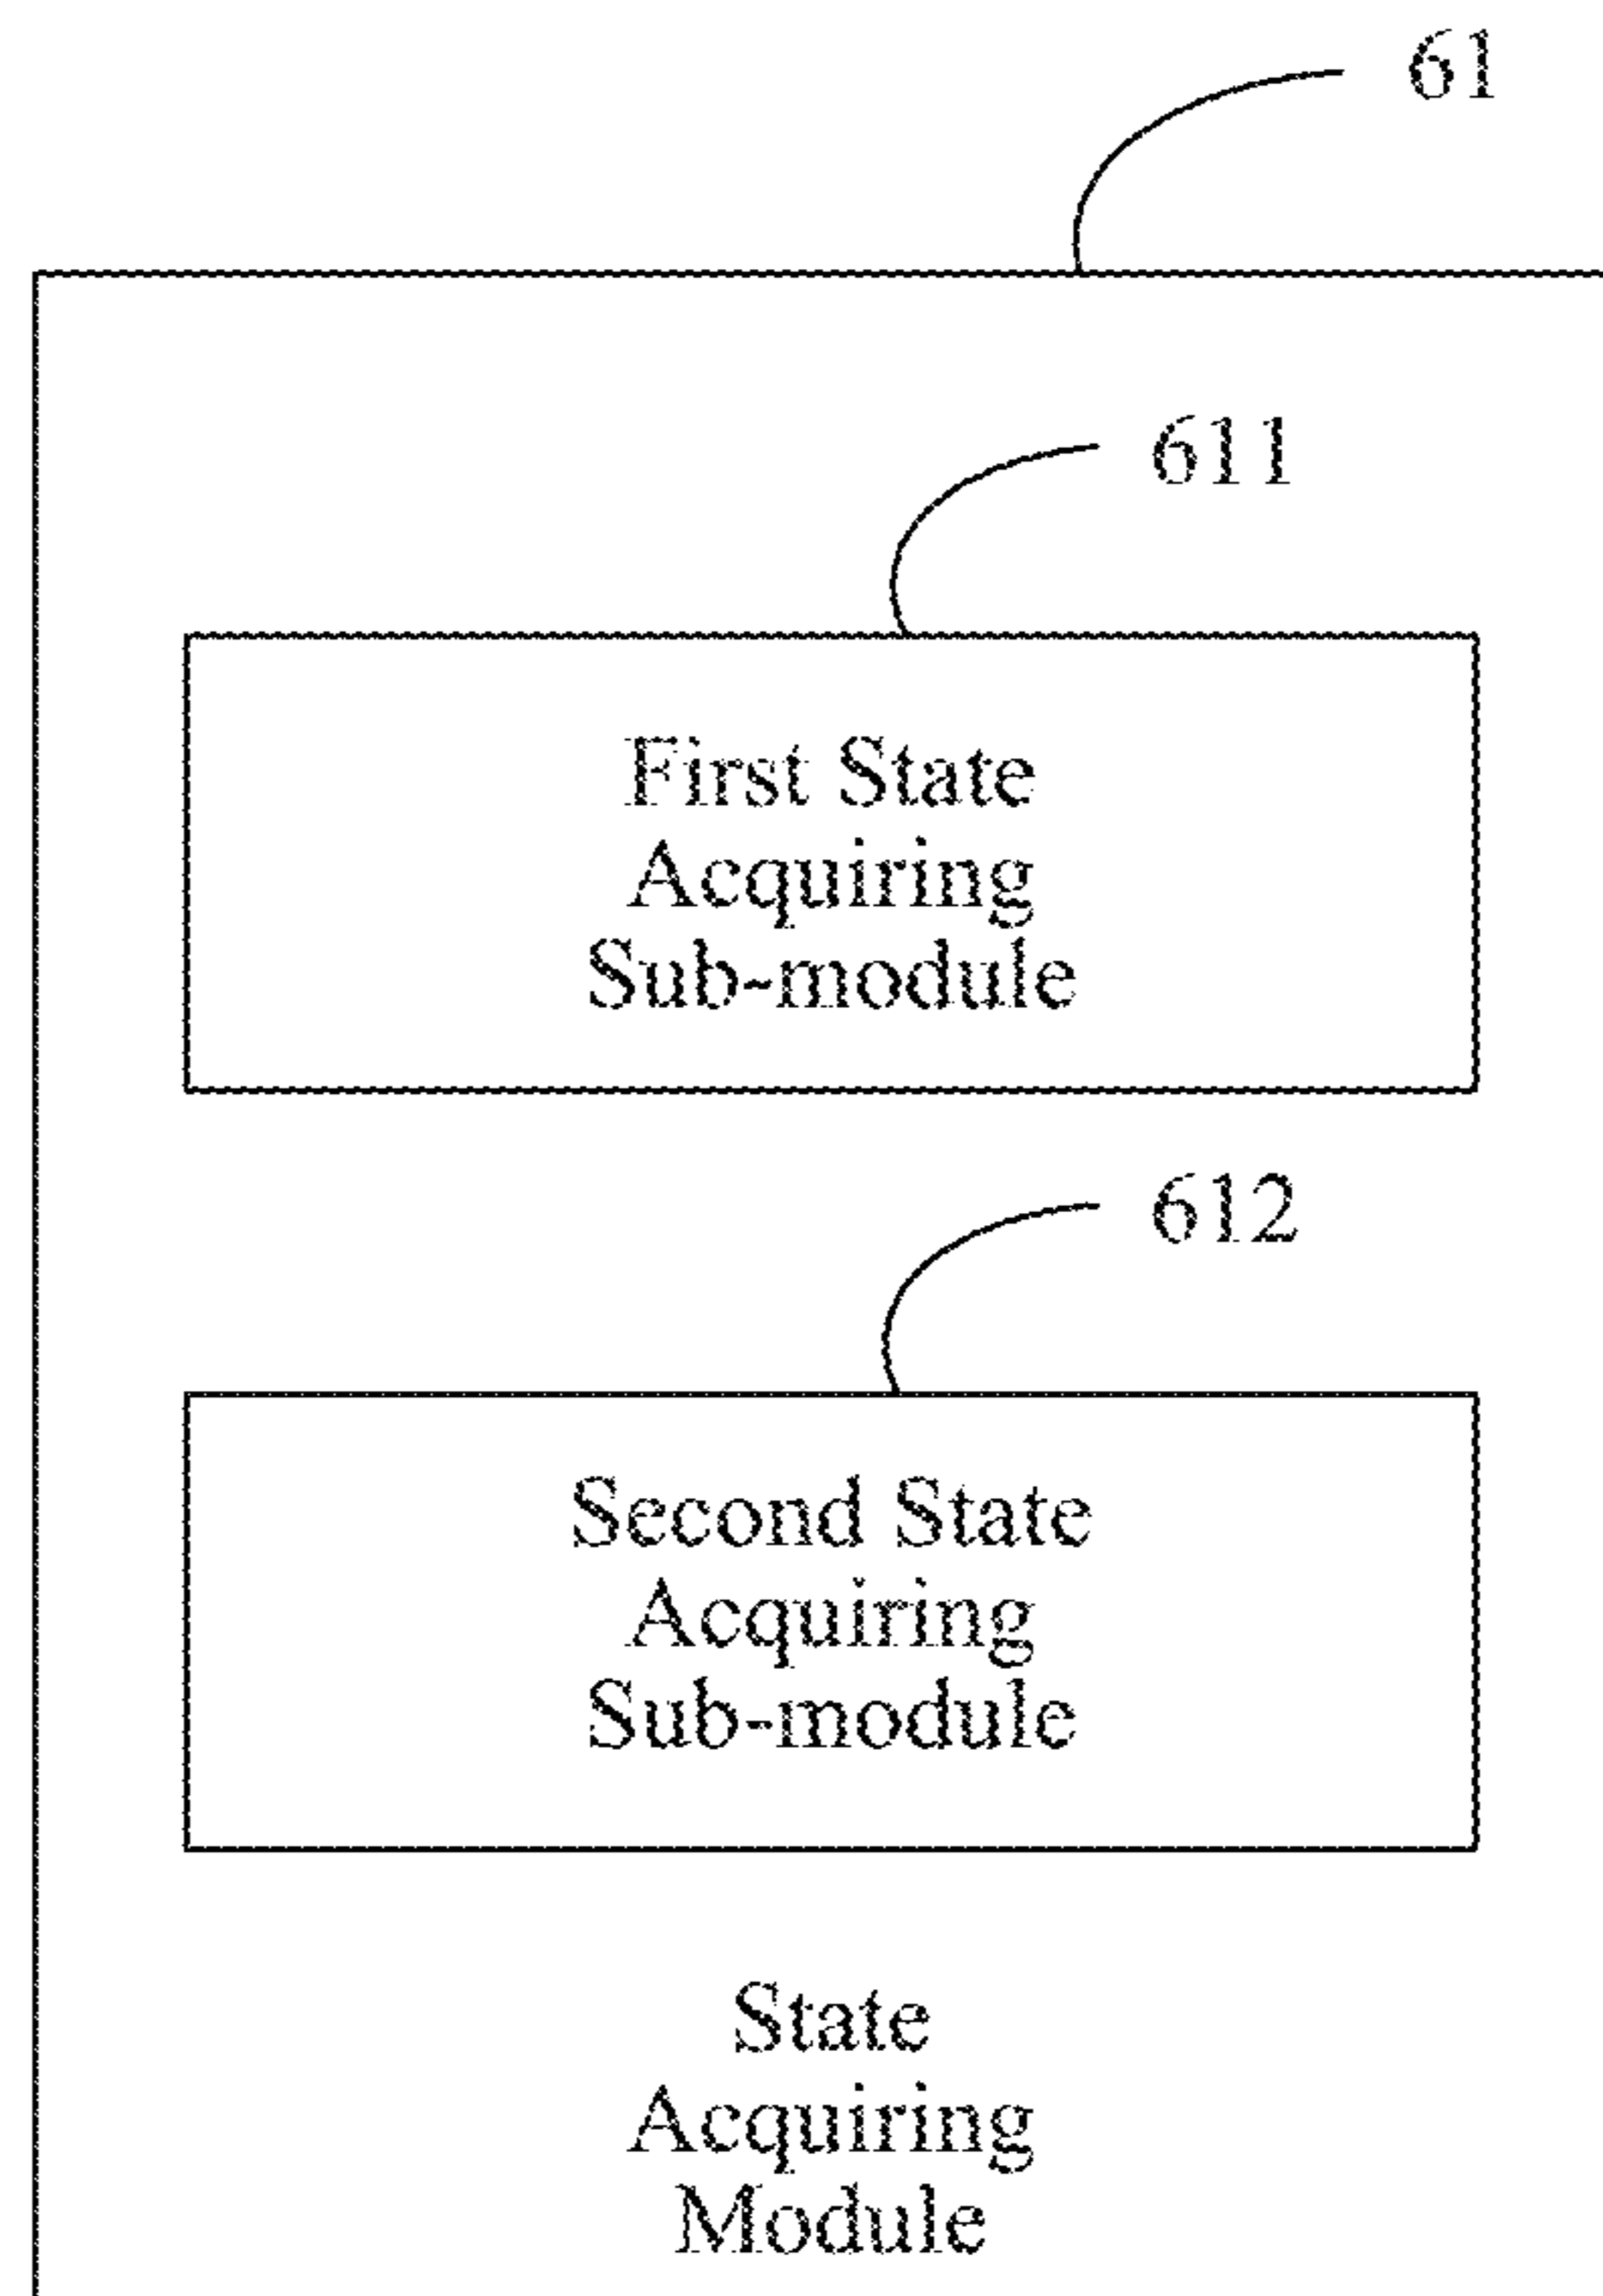 61
611
First State
Acquiring
Sub-module
612
Second State
Acquiring
Sub-module
State
Acquiring
Module